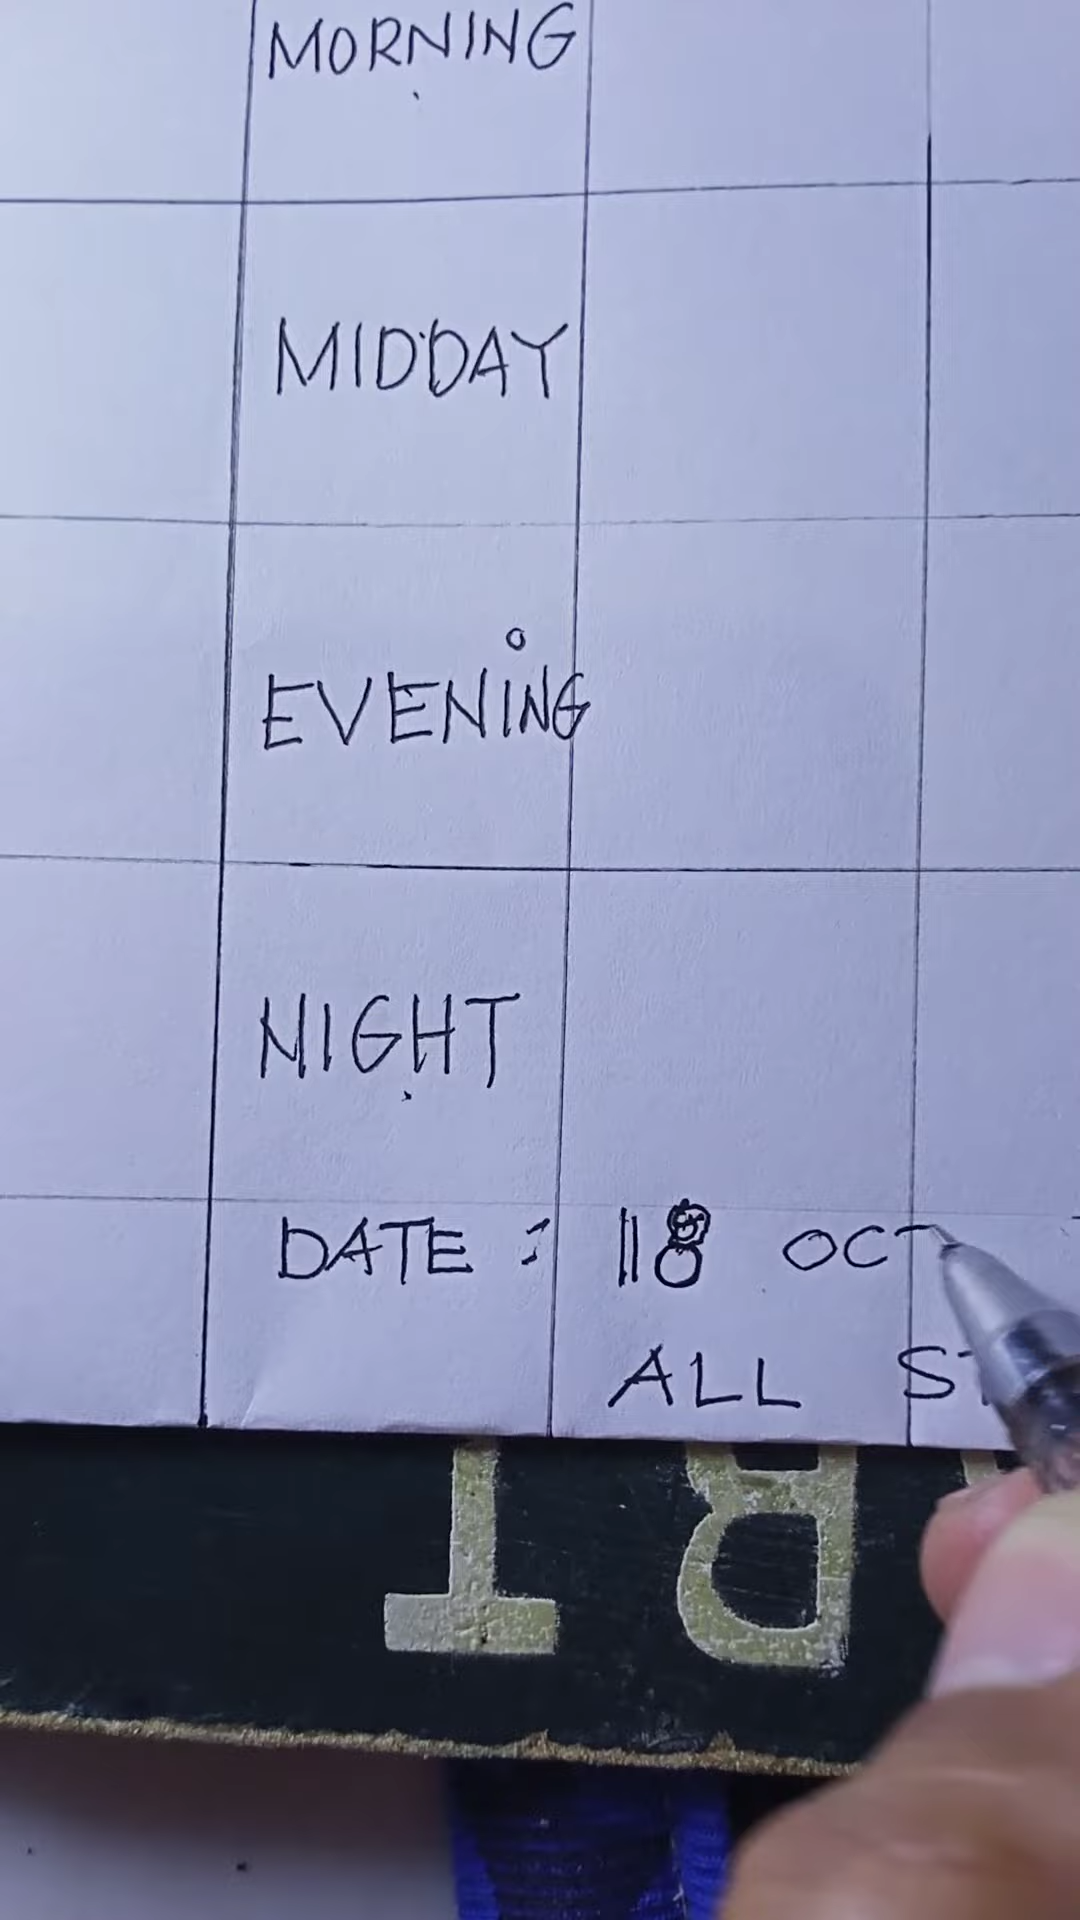 MORNING
MIDDAY
EVENING
NIGHT
DATE : 18 OCT
ALL